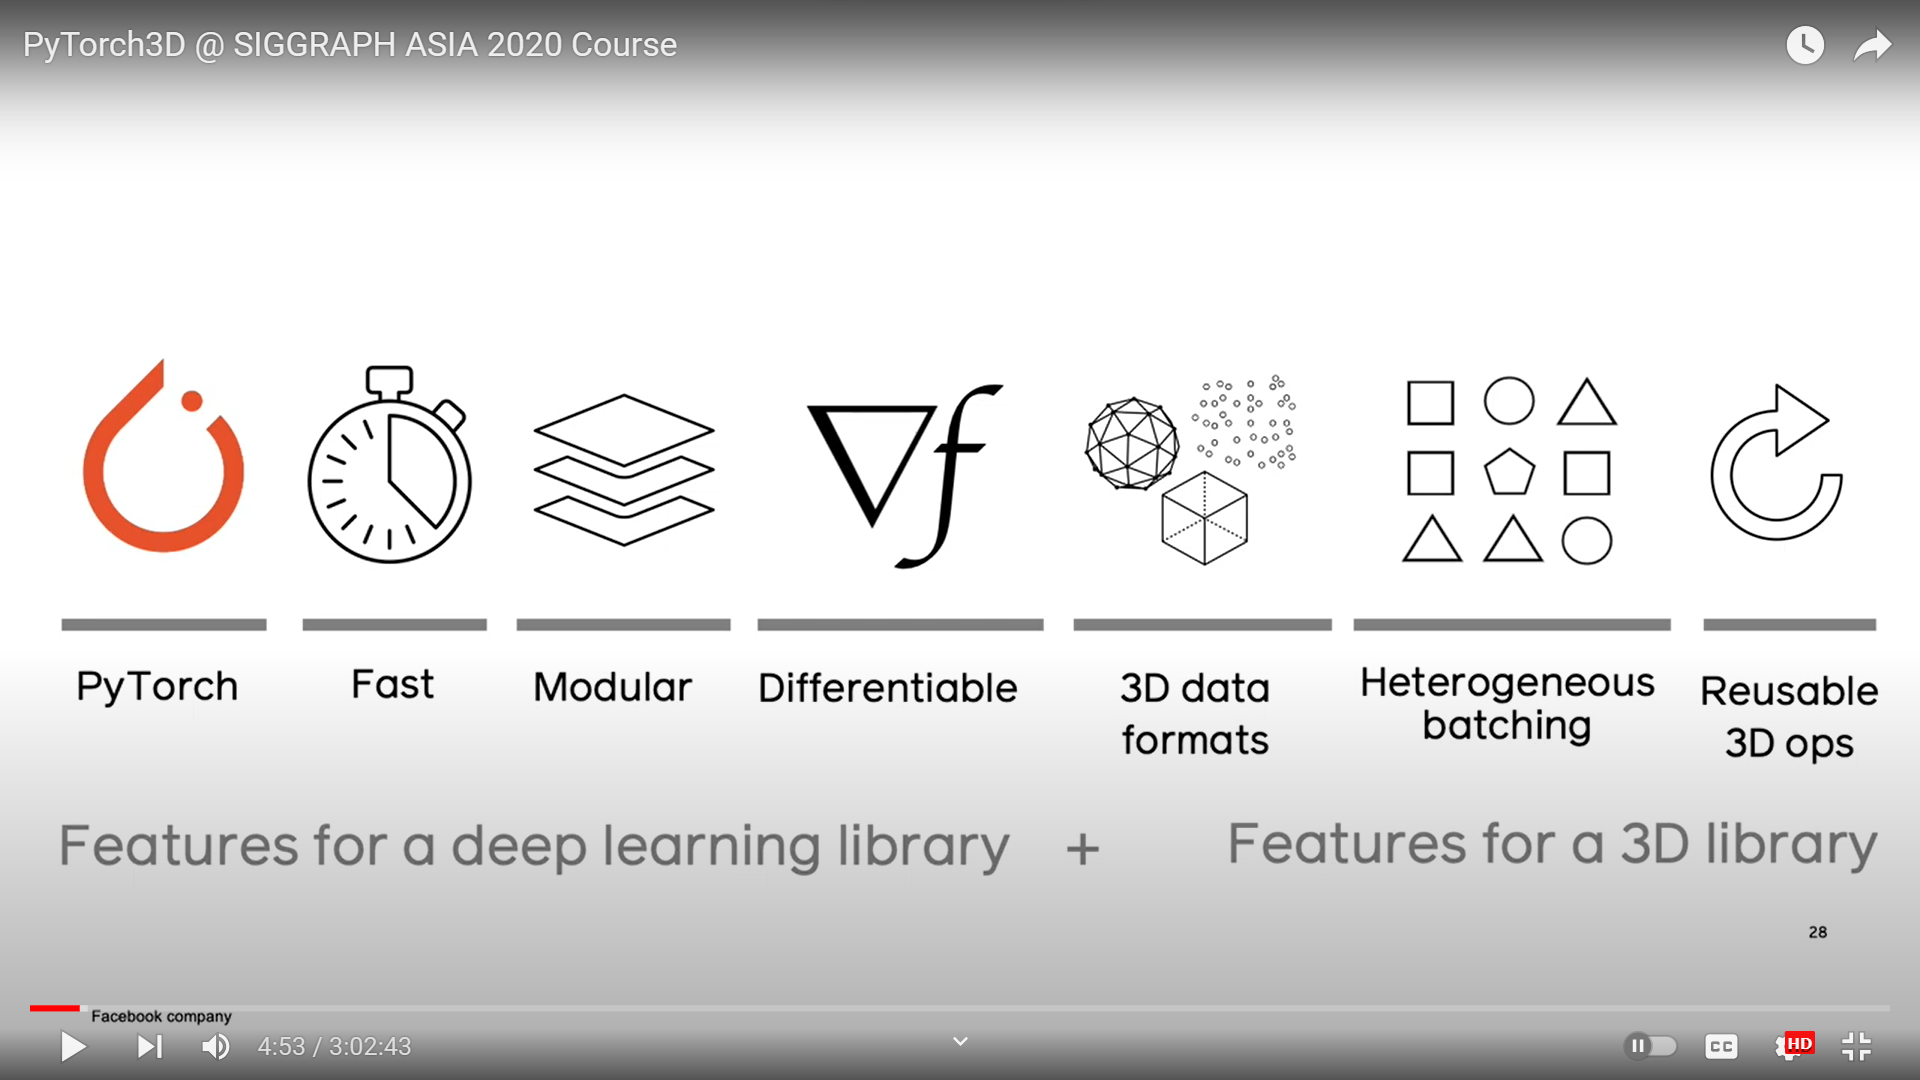 PyTorch3D @ SIGGRAPH ASIA 2020 Course
∇f
PyTorch
Fast
Modular
Differentiable
3D data
formats
Heterogeneous
batching
Reusable
3D ops
Features for a deep learning library + Features for a 3D library
28
Facebook company
4:53 / 3:02:43
CC
HD